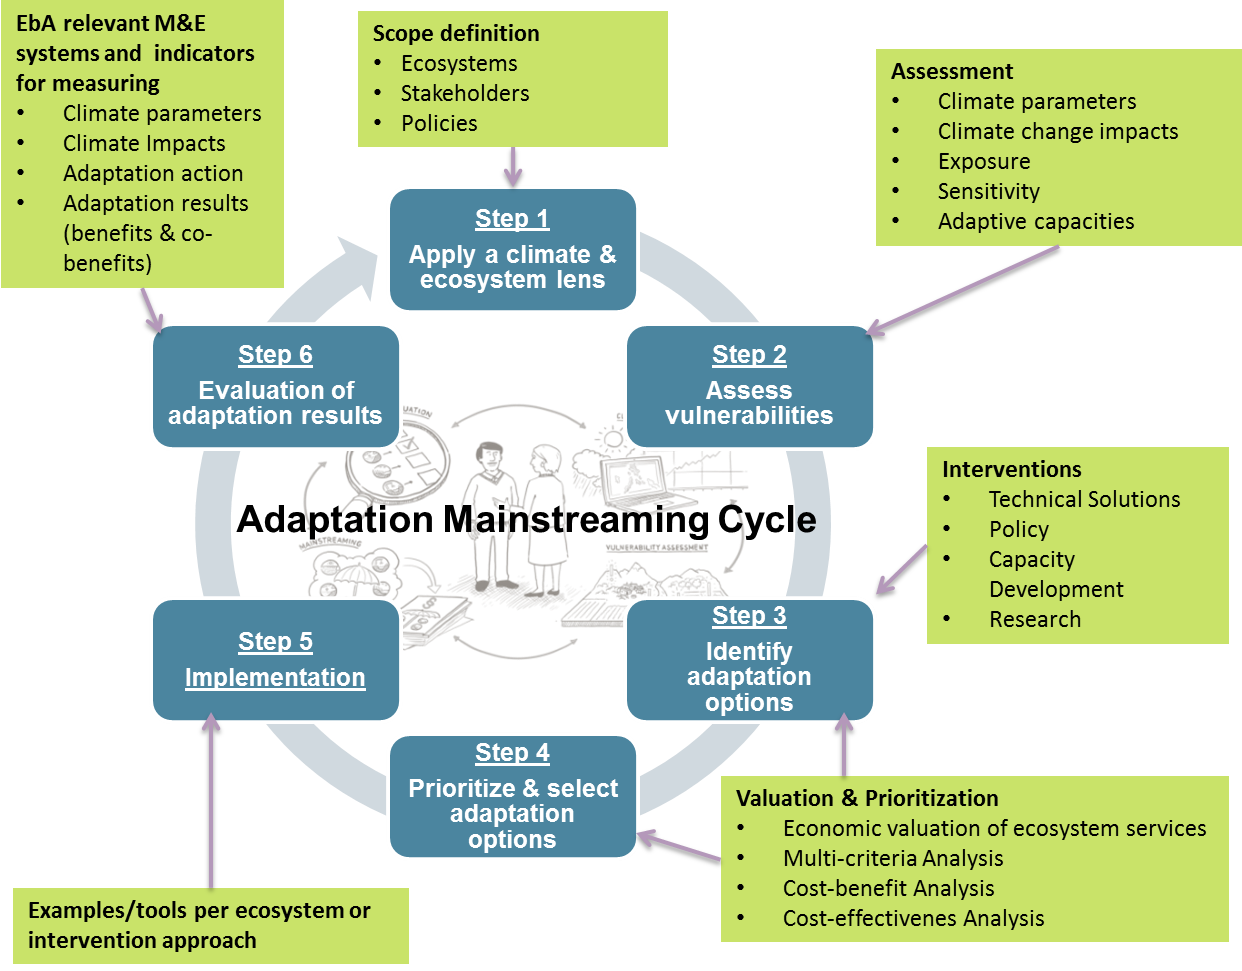 EbA relevant M&E
systems and indicators
for measuring
• Climate parameters
• Climate Impacts
• Adaptation action
• Adaptation results
(benefits & co-
benefits)
Scope definition
• Ecosystems
• Stakeholders
• Policies
Assessment
• Climate parameters
• Climate change impacts
• Exposure
• Sensitivity
• Adaptive capacities
Step 1
Apply a climate &
ecosystem lens
Step 2
Assess
vulnerabilities
Step 6
Evaluation of
adaptation results
Interventions
• Technical Solutions
• Policy
• Capacity
Development
• Research
Adaptation Mainstreaming Cycle
MAINSTREAMING
VULNERABILITY ASSESSMENT
Step 3
Identify
adaptation
options
Step 5
Implementation
Step 4
Prioritize & select
adaptation
options
Valuation & Prioritization
• Economic valuation of ecosystem services
• Multi-criteria Analysis
• Cost-benefit Analysis
• Cost-effectivenes Analysis
Examples/tools per ecosystem or
intervention approach